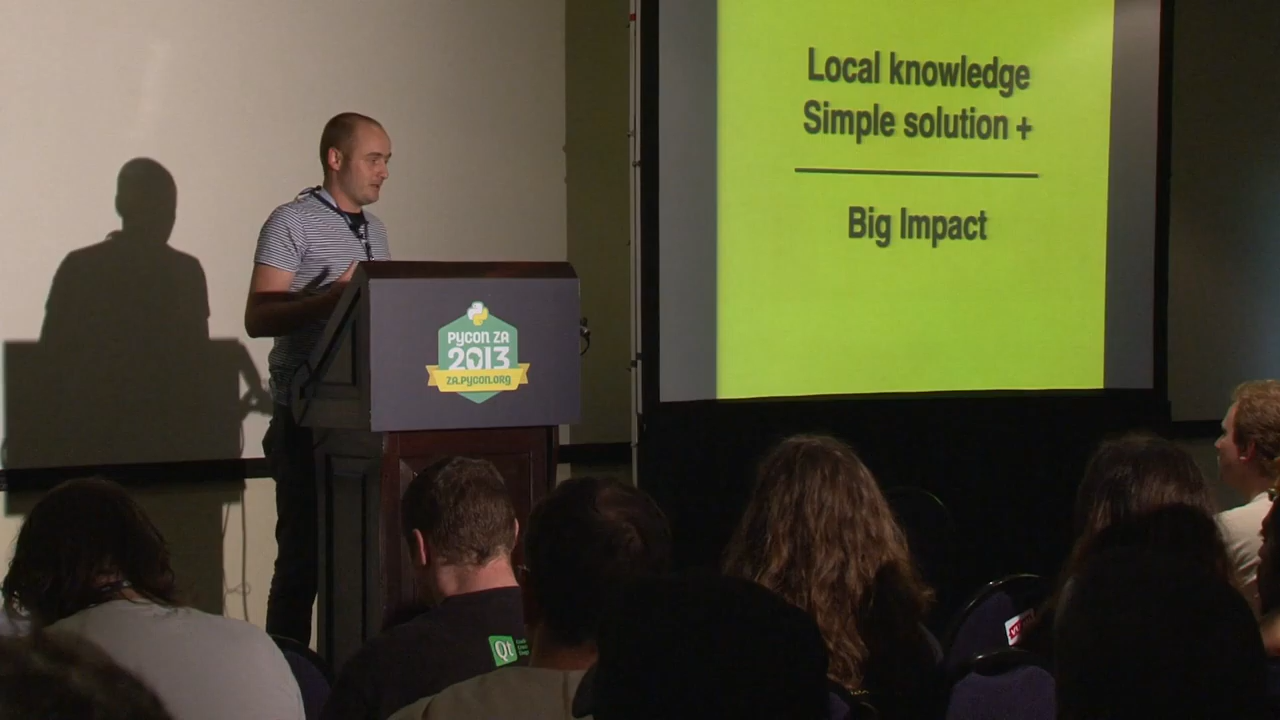 Local knowledge
Simple solution +
Big Impact
PYCON ZA
2013
ZA.PYCON.ORG
Qt